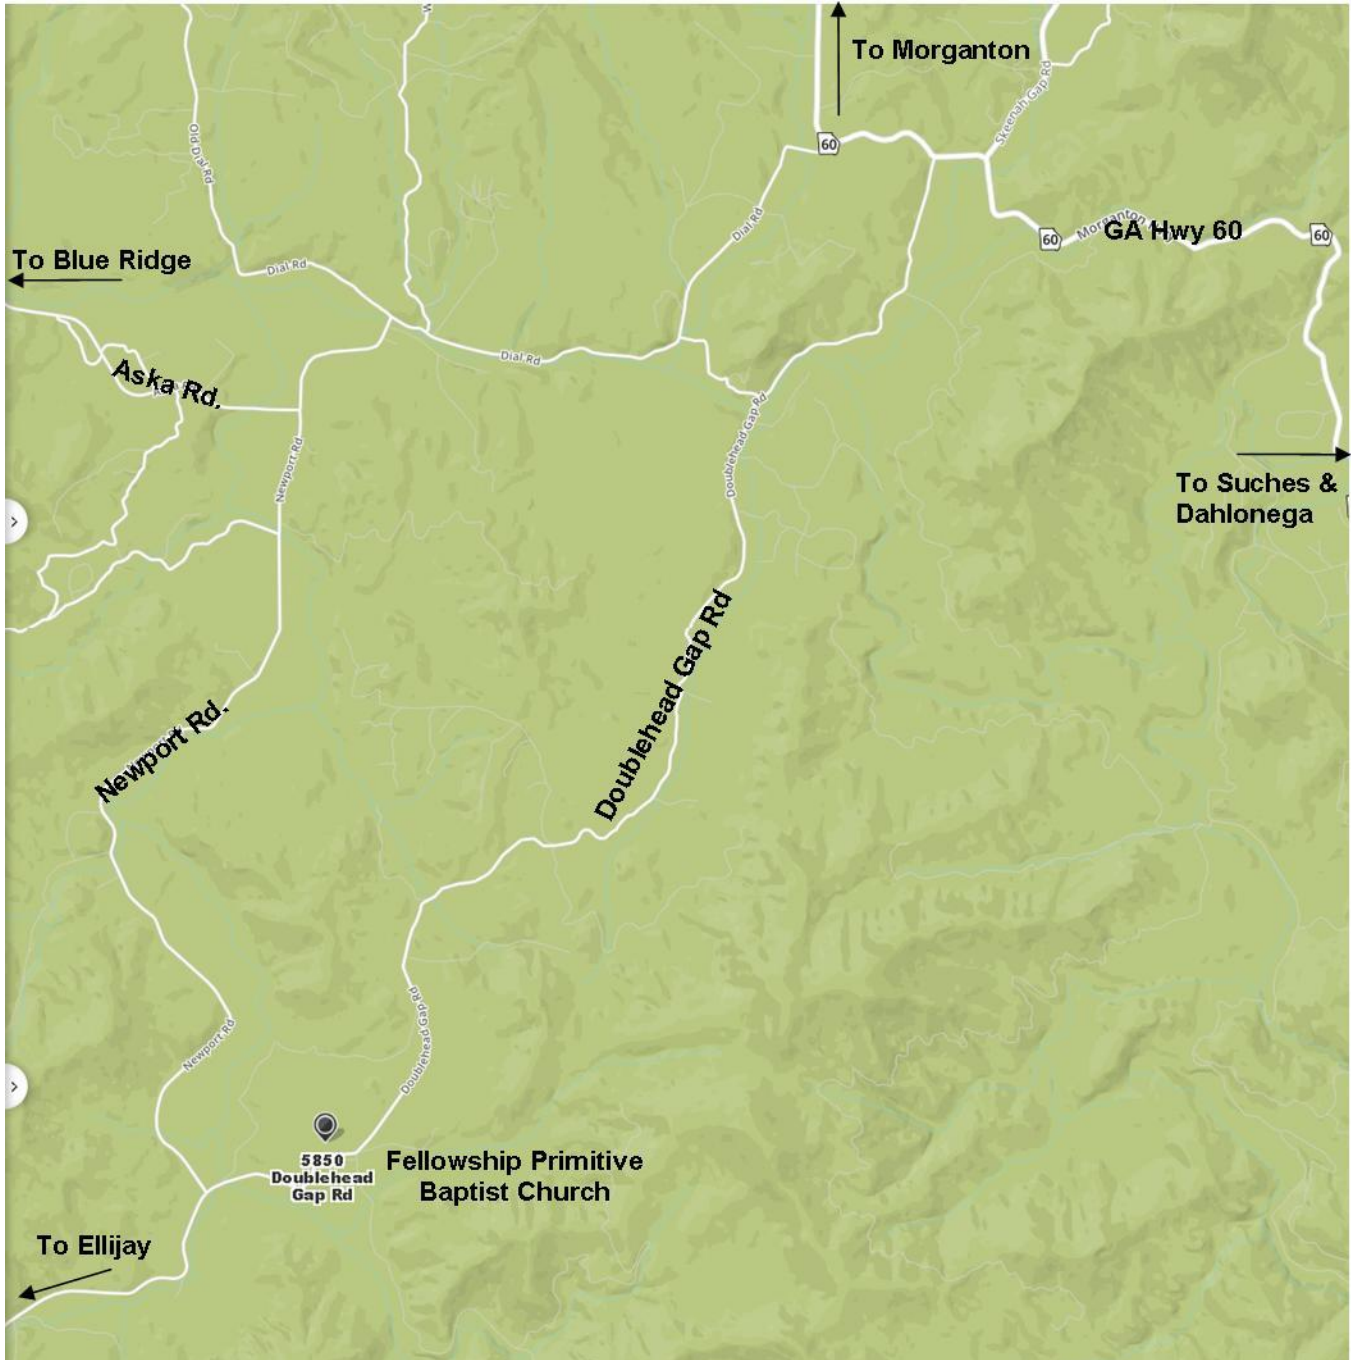 W
To Morganton
Skeenah Gap Rd
60
Old Dial Rd
Dial Rd
60
Morganton
GA Hwy 60
60
To Blue Ridge
Dial Rd
Dial Rd
Aska Rd.
Doublehead Gap Rd
Newport Rd
To Suches &
Dahlonega
Doublehead Gap Rd
Newport Rd.
Doublehead Gap Rd
Newport Rd
5850
Doublehead
Gap Rd
Fellowship Primitive
Baptist Church
To Ellijay